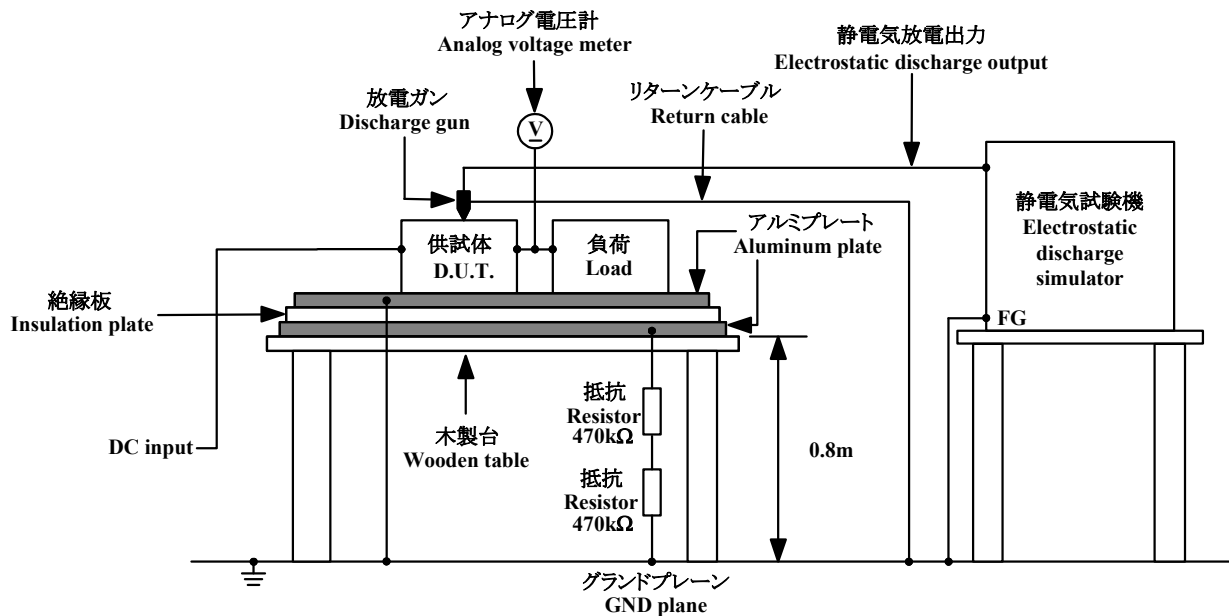 アナログ電圧計
Analog voltage meter
静電気放電出力
Electrostatic discharge output
放電ガン
Discharge gun
リターンケーブル
Return cable
V
供試体
D.U.T.
負荷
Load
アルミプレート
Aluminum plate
静電気試験機
Electrostatic
discharge
simulator
絶縁板
Insulation plate
FG
DC input
木製台
Wooden table
抵抗
Resistor
470kΩ
抵抗
Resistor
470kΩ
0.8m
グランドプレーン
GND plane